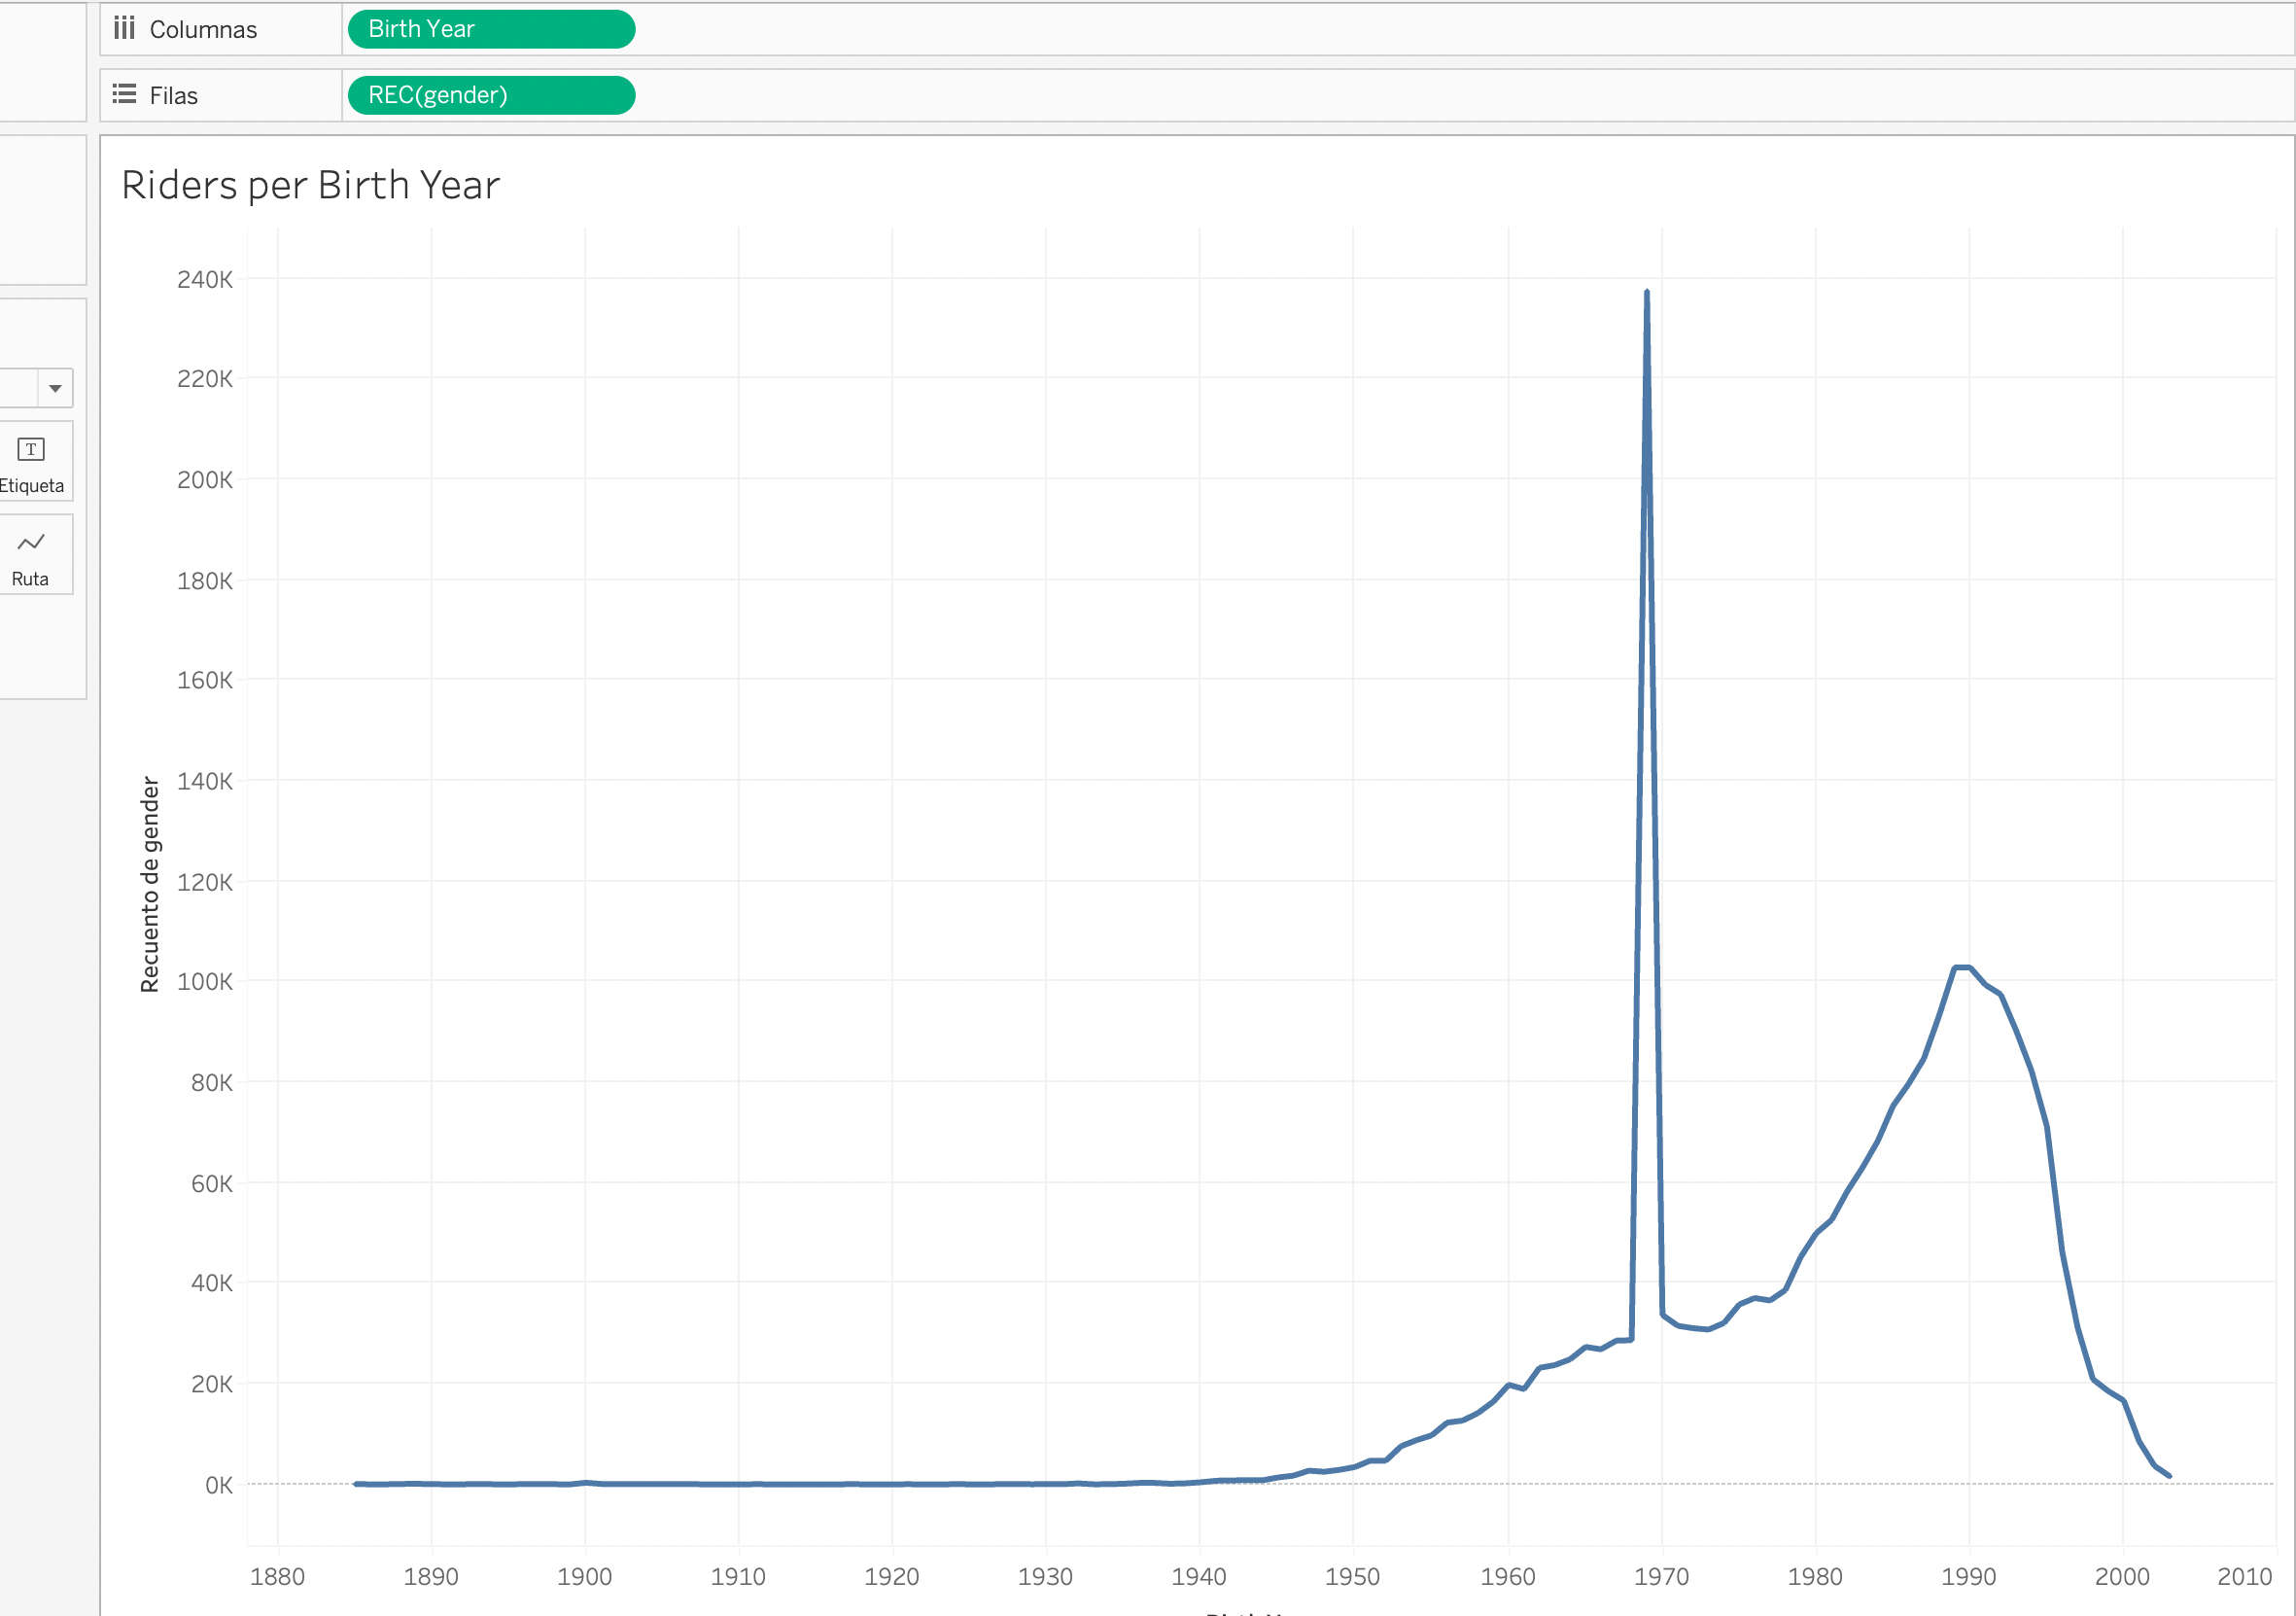 Columnas
Birth Year
Filas
REC(gender)
Riders per Birth Year
240K
220K
200K
180K
160K
140K
120K
100K
80K
60K
40K
20K
0K
Recuento de gender
1880 1890 1900 1910 1920 1930 1940 1950 1960 1970 1980 1990 2000 2010
T
Etiqueta
Ruta